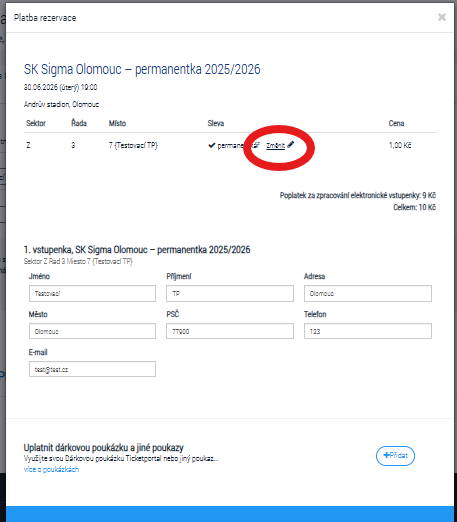 Platba rezervace
SK Sigma Olomouc – permanentka 2025/2026
30.06.2026 (úterý) 19:00
Andrův stadion, Olomouc
Sektor Řada Místo Sleva Cena
Z 3 7 (Testovací TP) permanentkář Změnit 1,00 Kč
Poplatek za zpracování elektronické vstupenky: 9 Kč
Celkem: 10 Kč
1. vstupenka, SK Sigma Olomouc – permanentka 2025/2026
Sektor Z Rad 3 Miesto 7 (Testovací TP)
Jméno Příjmení Adresa
Testovací TP Olomouc
Město PSČ Telefon
Olomouc 77900 123
E-mail
test@test.cz
Uplatnit dárkovou poukázku a jiné poukazy
Využijte svou Dárkovou poukázku Ticketportal nebo jiný poukaz...
více o poukázkách
+Přidat